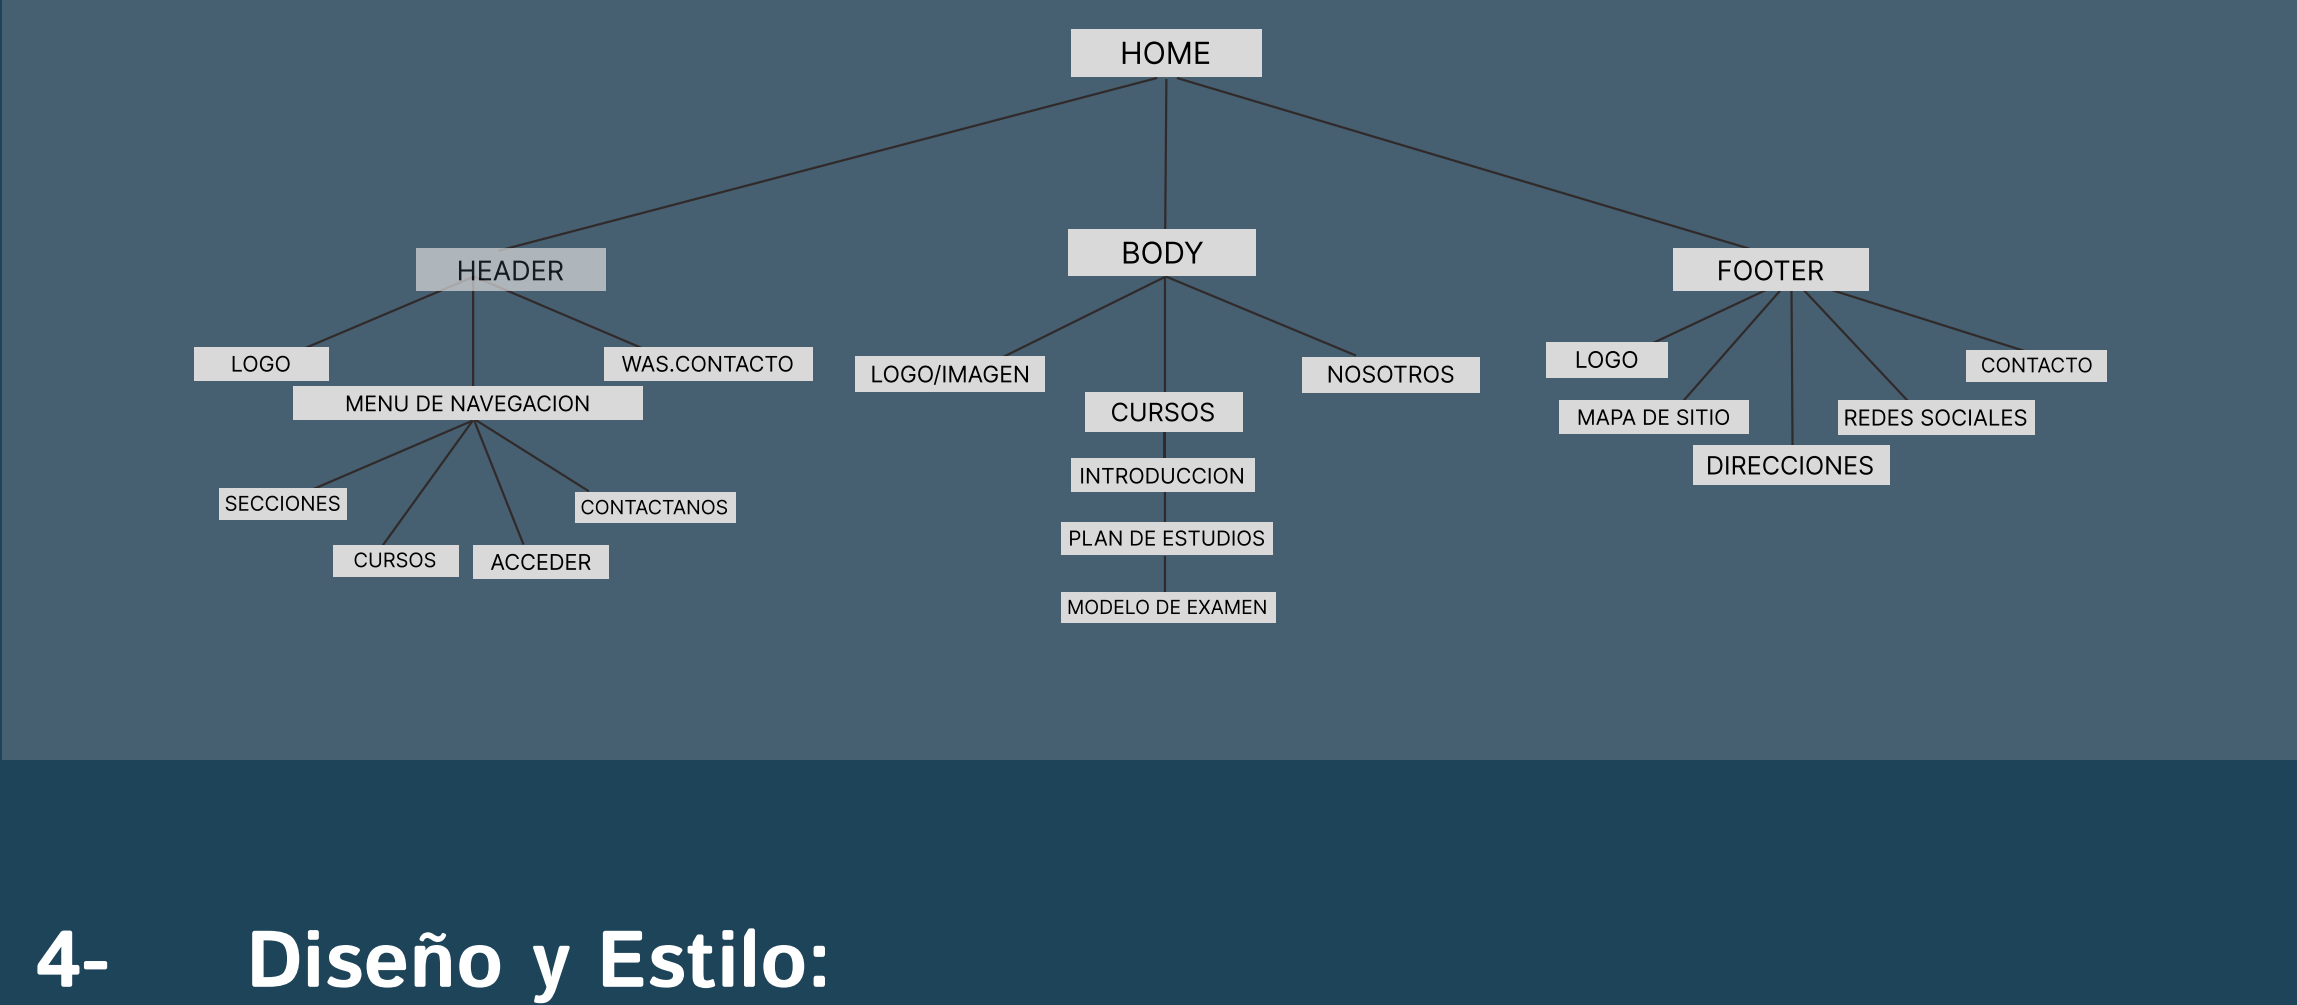 HOME
HEADER
BODY
FOOTER
LOGO
MENU DE NAVEGACION
WAS.CONTACTO
SECCIONES
CURSOS
ACCEDER
CONTACTANOS
LOGO/IMAGEN
CURSOS
NOSOTROS
INTRODUCCION
PLAN DE ESTUDIOS
MODELO DE EXAMEN
LOGO
MAPA DE SITIO
DIRECCIONES
REDES SOCIALES
CONTACTO
4- Diseño y Estilo: